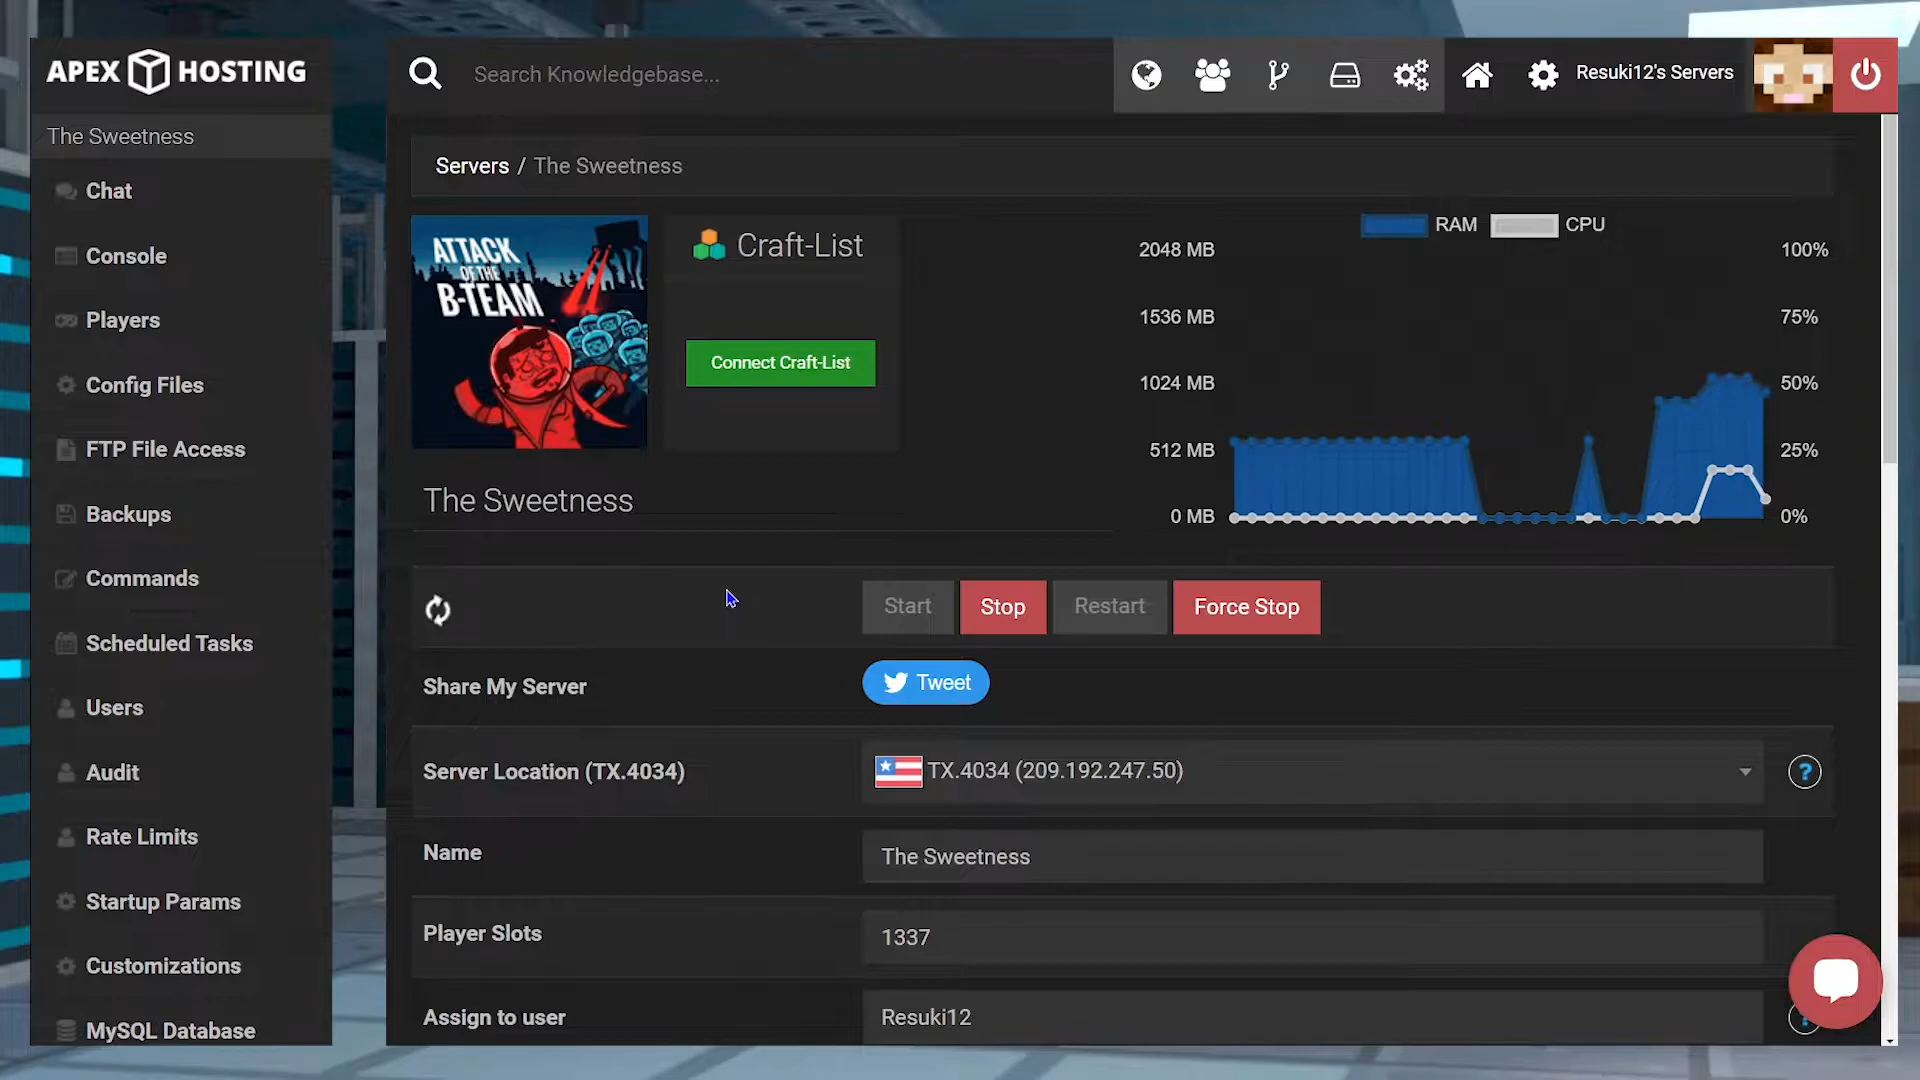 APEX HOSTING
Search Knowledgebase...
Resuki12's Servers
The Sweetness
Chat
Console
Players
Config Files
FTP File Access
Backups
Commands
Scheduled Tasks
Users
Audit
Rate Limits
Startup Params
Customizations
MySQL Database
Servers / The Sweetness
ATTACK
OF THE
B-TEAM
Craft-List
Connect Craft-List
RAM CPU
2048 MB 100%
1536 MB 75%
1024 MB 50%
512 MB 25%
0 MB 0%
The Sweetness
Start Stop Restart Force Stop
Share My Server Tweet
Server Location (TX.4034) TX.4034 (209.192.247.50) ?
Name The Sweetness
Player Slots 1337
Assign to user Resuki12